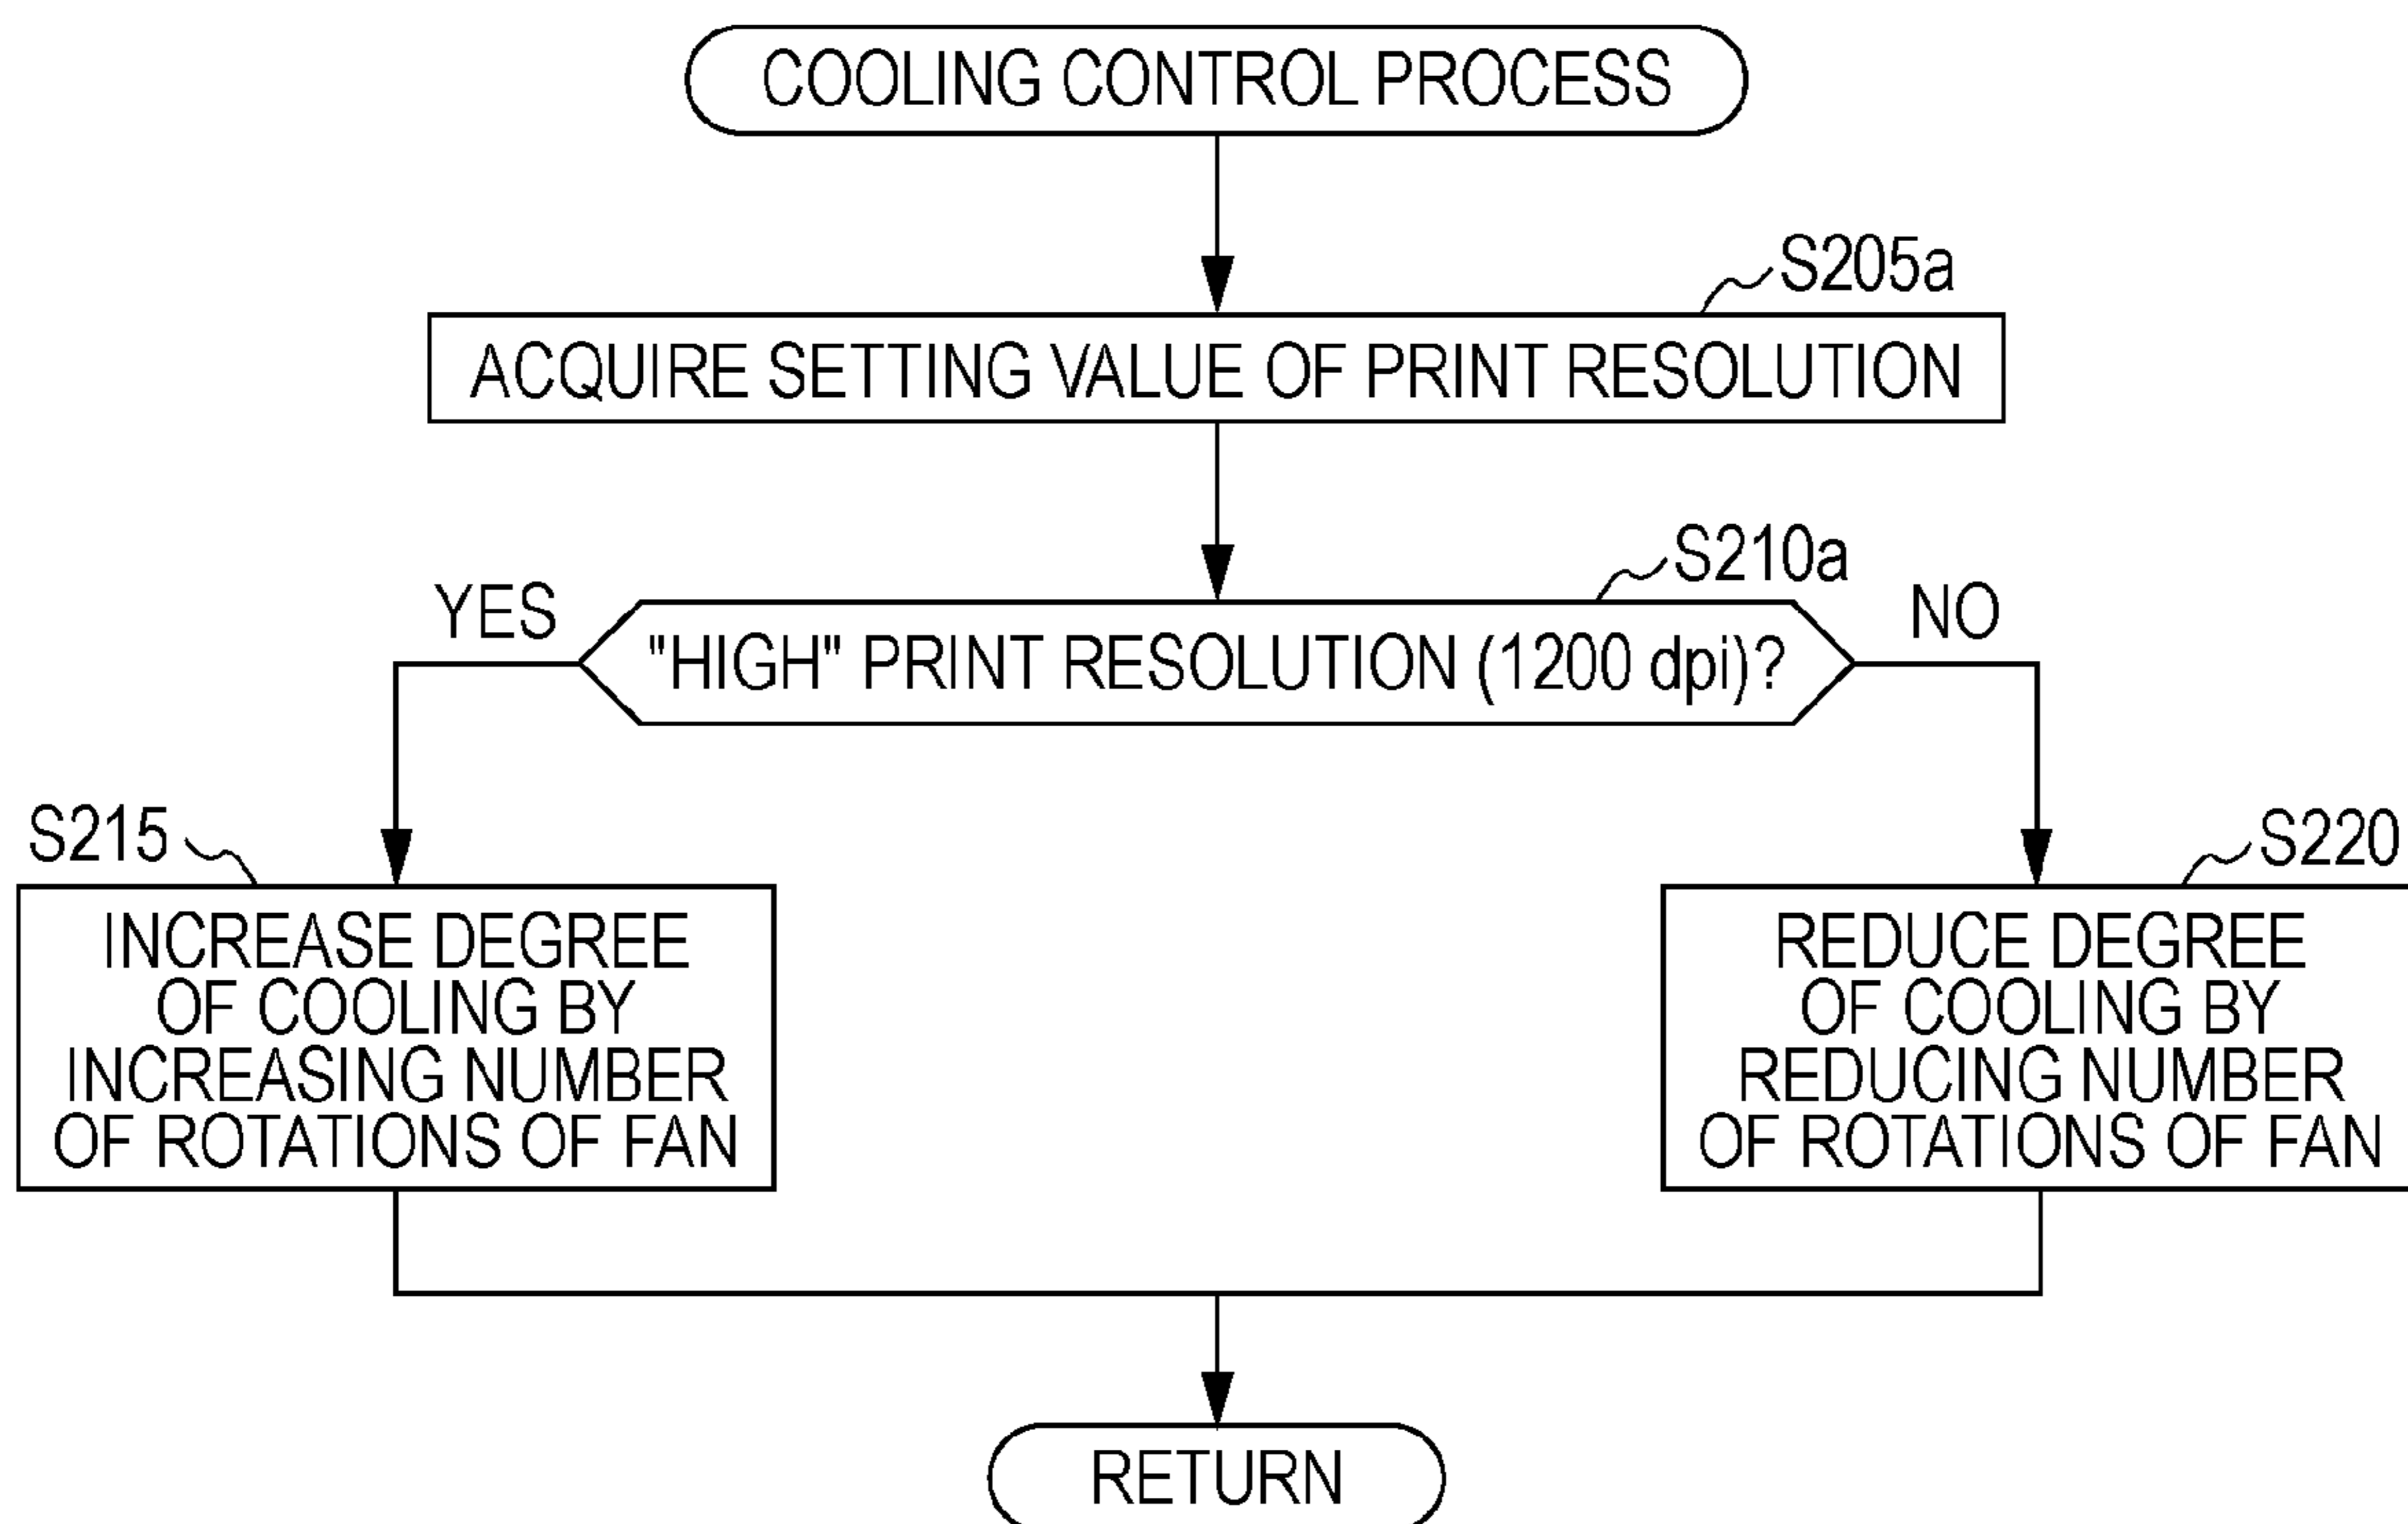 COOLING CONTROL PROCESS
S205a
ACQUIRE SETTING VALUE OF PRINT RESOLUTION
S210a
YES
"HIGH" PRINT RESOLUTION (1200 dpi)?
NO
S215
INCREASE DEGREE
OF COOLING BY
INCREASING NUMBER
OF ROTATIONS OF FAN
S220
REDUCE DEGREE
OF COOLING BY
REDUCING NUMBER
OF ROTATIONS OF FAN
RETURN